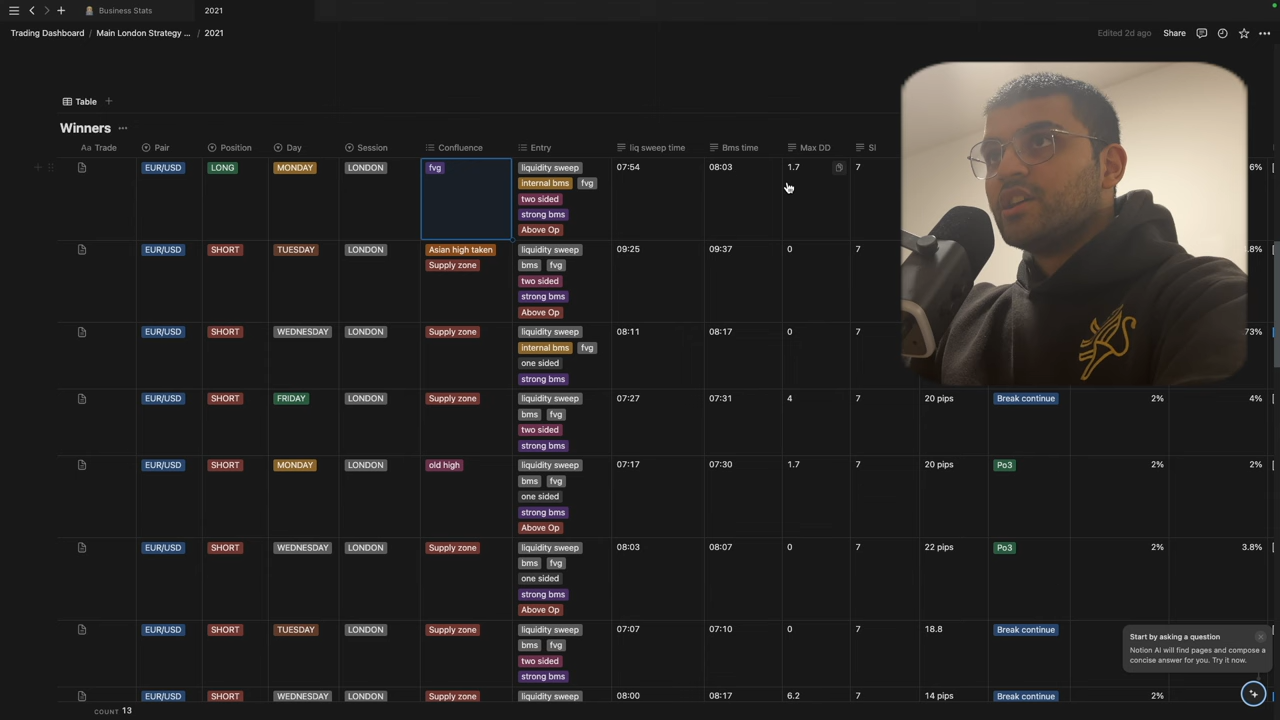 Business Stats
2021
Trading Dashboard / Main London Strategy ... / 2021
Edited 2d ago
Share
Table
Winners
Aa Trade Pair Position Day Session Confluence Entry liq sweep time Bms time Max DD Sl
EUR/USD LONG MONDAY LONDON fvg liquidity sweep 07:54 08:03 1.7 7 6%
internal bms fvg
two sided
strong bms
Above Op
EUR/USD SHORT TUESDAY LONDON Asian high taken liquidity sweep 09:25 09:37 0 7 .8%
Supply zone bms fvg
two sided
strong bms
Above Op
EUR/USD SHORT WEDNESDAY LONDON Supply zone liquidity sweep 08:11 08:17 0 7 73%
internal bms fvg
one sided
strong bms
EUR/USD SHORT FRIDAY LONDON Supply zone liquidity sweep 07:27 07:31 4 7 20 pips Break continue 2% 4%
bms fvg
two sided
strong bms
EUR/USD SHORT MONDAY LONDON old high liquidity sweep 07:17 07:30 1.7 7 20 pips Po3 2% 2%
bms fvg
one sided
strong bms
Above Op
EUR/USD SHORT WEDNESDAY LONDON Supply zone liquidity sweep 08:03 08:07 0 7 22 pips Po3 2% 3.8%
bms fvg
one sided
strong bms
Above Op
EUR/USD SHORT TUESDAY LONDON Supply zone liquidity sweep 07:07 07:10 0 7 18.8 Break continue
bms fvg
two sided
strong bms
EUR/USD SHORT WEDNESDAY LONDON Supply zone liquidity sweep 08:00 08:17 6.2 7 14 pips Break continue 2%
COUNT 13
Start by asking a question
Notion AI will find pages and compose a
concise answer for you. Try it now.